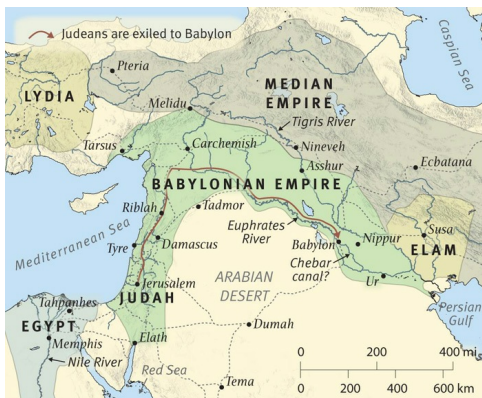 Judeans are exiled to Babylon
Caspian Sea
Pteria
LYDIA
MEDIAN
EMPIRE
Melidu
Tigris River
Tarsus
Carchemish
Nineveh
Asshur
Ecbatana
BABYLONIAN EMPIRE
Riblah
Tadmor
Mediterranean Sea
Euphrates
River
Susa
Tyre
Damascus
Babylon
Nippur
ELAM
Chebar
canal?
Jerusalem
JUDAH
ARABIAN
DESERT
Ur
Tahpanhes
Persian
Gulf
EGYPT
Memphis
Dumah
Elath
Nile River
Red Sea
Tema
0 200 400 mi
0 200 400 600 km